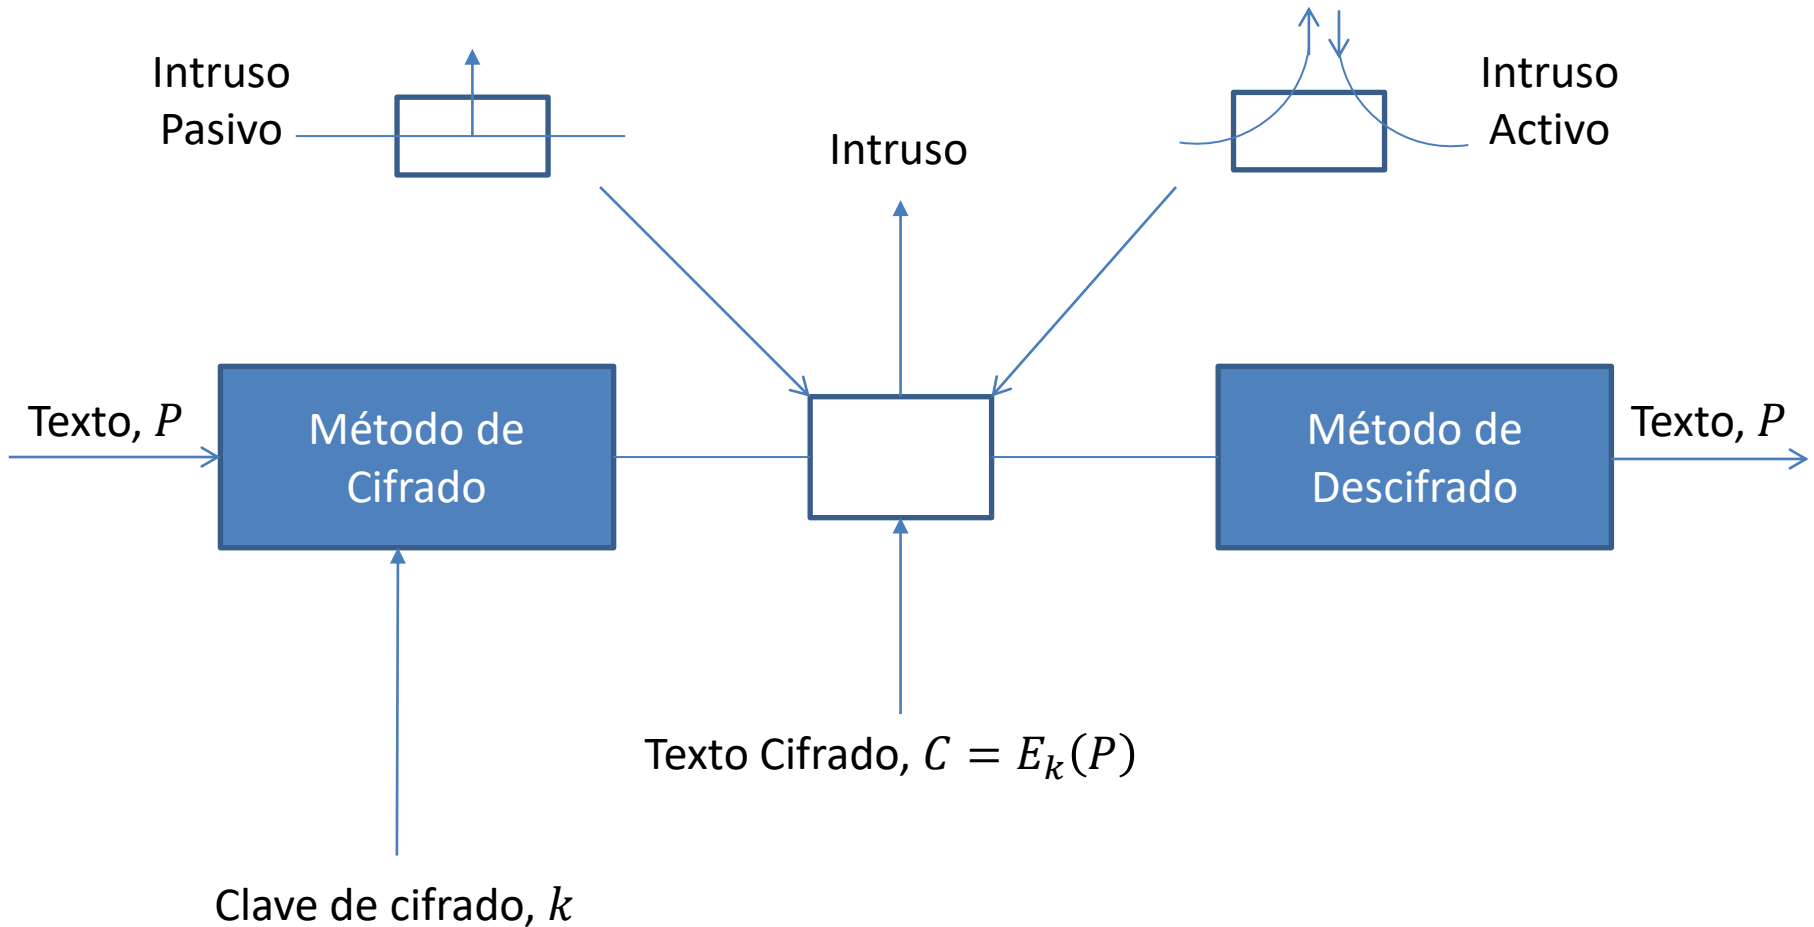 Intruso
Pasivo
Intruso
Intruso
Activo
Texto, P
Método de
Cifrado
Método de
Descifrado
Texto, P
Texto Cifrado, C = E_k(P)
Clave de cifrado, k